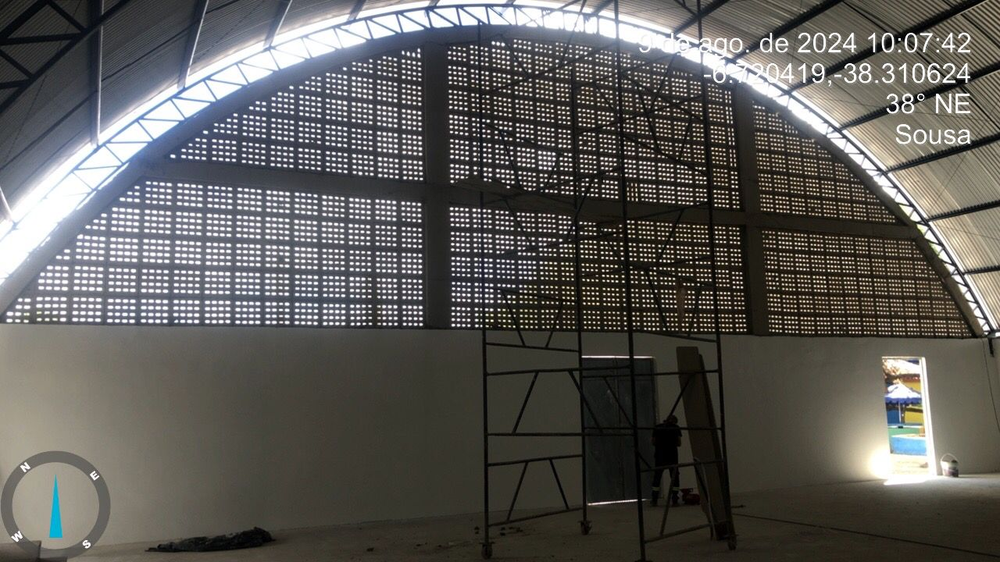 9 de ago. de 2024 10:07:42
-6.720419,-38.310624
38° NE
Sousa
N
E
W
S